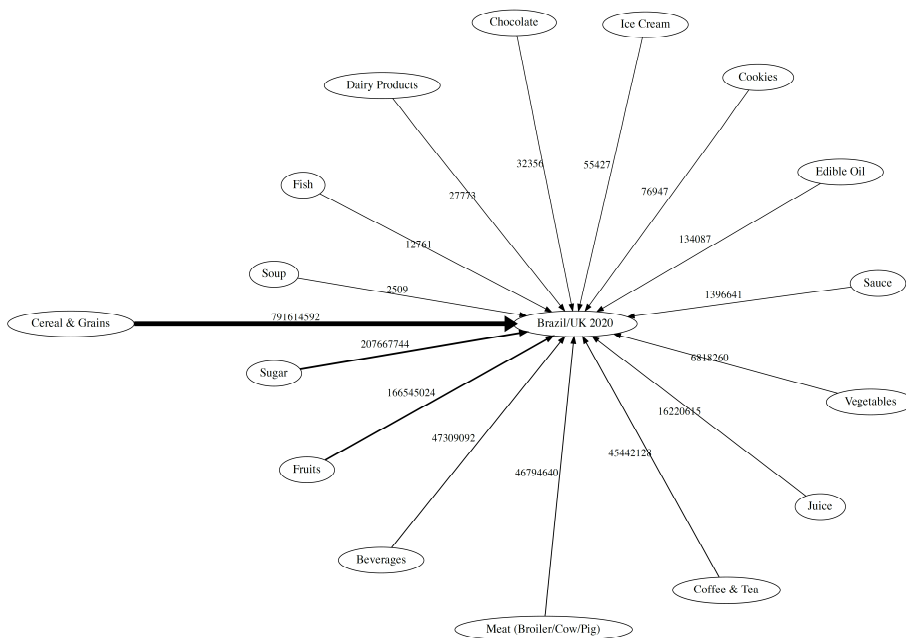 Chocolate
Ice Cream
Cookies
Dairy Products
32356
55427
Edible Oil
76947
Fish
27773
134087
12761
Soup
Sauce
2509
1396641
Cereal & Grains
791614592
Brazil/UK 2020
207667744
6818260
Sugar
166545024
Vegetables
16220615
47309092
45442128
Fruits
46794640
Juice
Beverages
Coffee & Tea
Meat (Broiler/Cow/Pig)